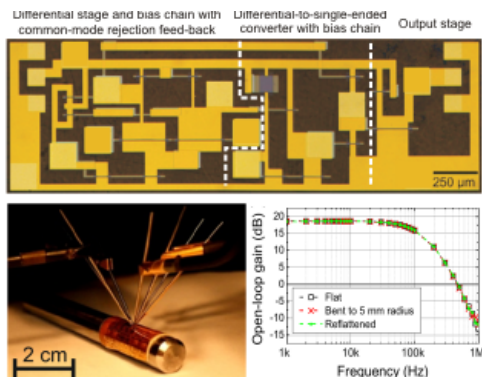 Differential stage and bias chain with
common-mode rejection feed-back
Differential-to-single-ended
converter with bias chain
Output stage
250 μm
2 cm
Open-loop gain (dB)
20
15
10
5
0
-5
-10
-15
Flat
Bent to 5 mm radius
Reflattened
1k
10k
100k
1M
Frequency (Hz)